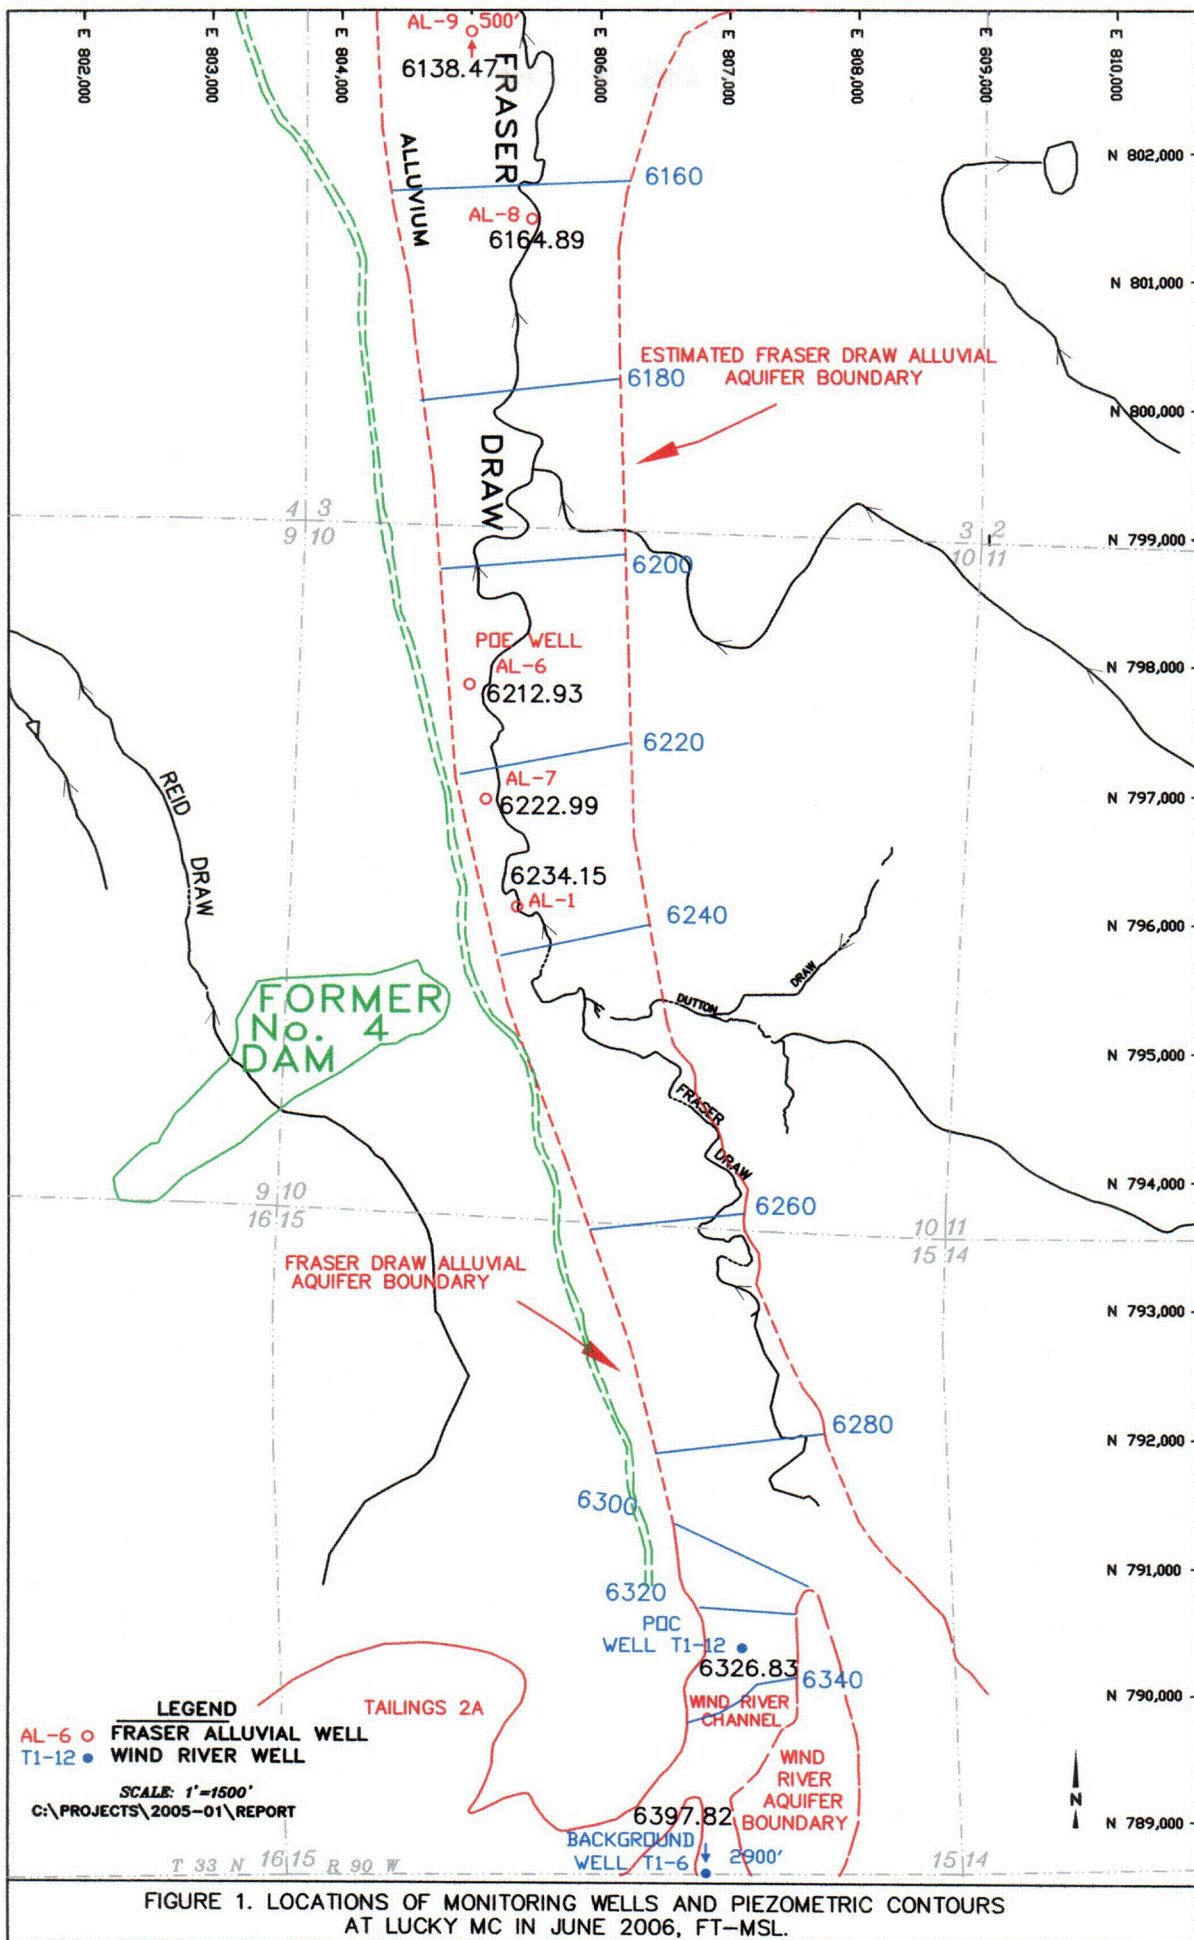 E 802,000
E 803,000
E 804,000
E 806,000
E 807,000
E 808,000
E 809,000
E 810,000
AL-9 500'
6138.47
FRASER
ALLUVIUM
N 802,000
6160
AL-8
6164.89
N 801,000
ESTIMATED FRASER DRAW ALLUVIAL
AQUIFER BOUNDARY
6180
N 800,000
DRAW
4 3
9 10
3 2
10 11
N 799,000
6200
POE WELL
AL-6
6212.93
N 798,000
6220
REID
DRAW
AL-7
6222.99
N 797,000
6234.15
AL-1
6240
N 796,000
DRAW
DUTTON
FORMER
No. 4
DAM
N 795,000
FRASER
DRAW
9 10
16 15
N 794,000
6260
10 11
15 14
FRASER DRAW ALLUVIAL
AQUIFER BOUNDARY
N 793,000
6280
N 792,000
6300
N 791,000
6320
POC
WELL T1-12
6326.83
6340
N 790,000
TAILINGS 2A
WIND RIVER
CHANNEL
LEGEND
AL-6 FRASER ALLUVIAL WELL
T1-12 WIND RIVER WELL
SCALE: 1'=1500'
C:\PROJECTS\2005-01\REPORT
WIND
RIVER
AQUIFER
BOUNDARY
N
N 789,000
6397.82
BACKGROUND
WELL T1-6
2900'
T 33 N 16 15 R 90 W
15 14
FIGURE 1. LOCATIONS OF MONITORING WELLS AND PIEZOMETRIC CONTOURS
AT LUCKY MC IN JUNE 2006, FT-MSL.